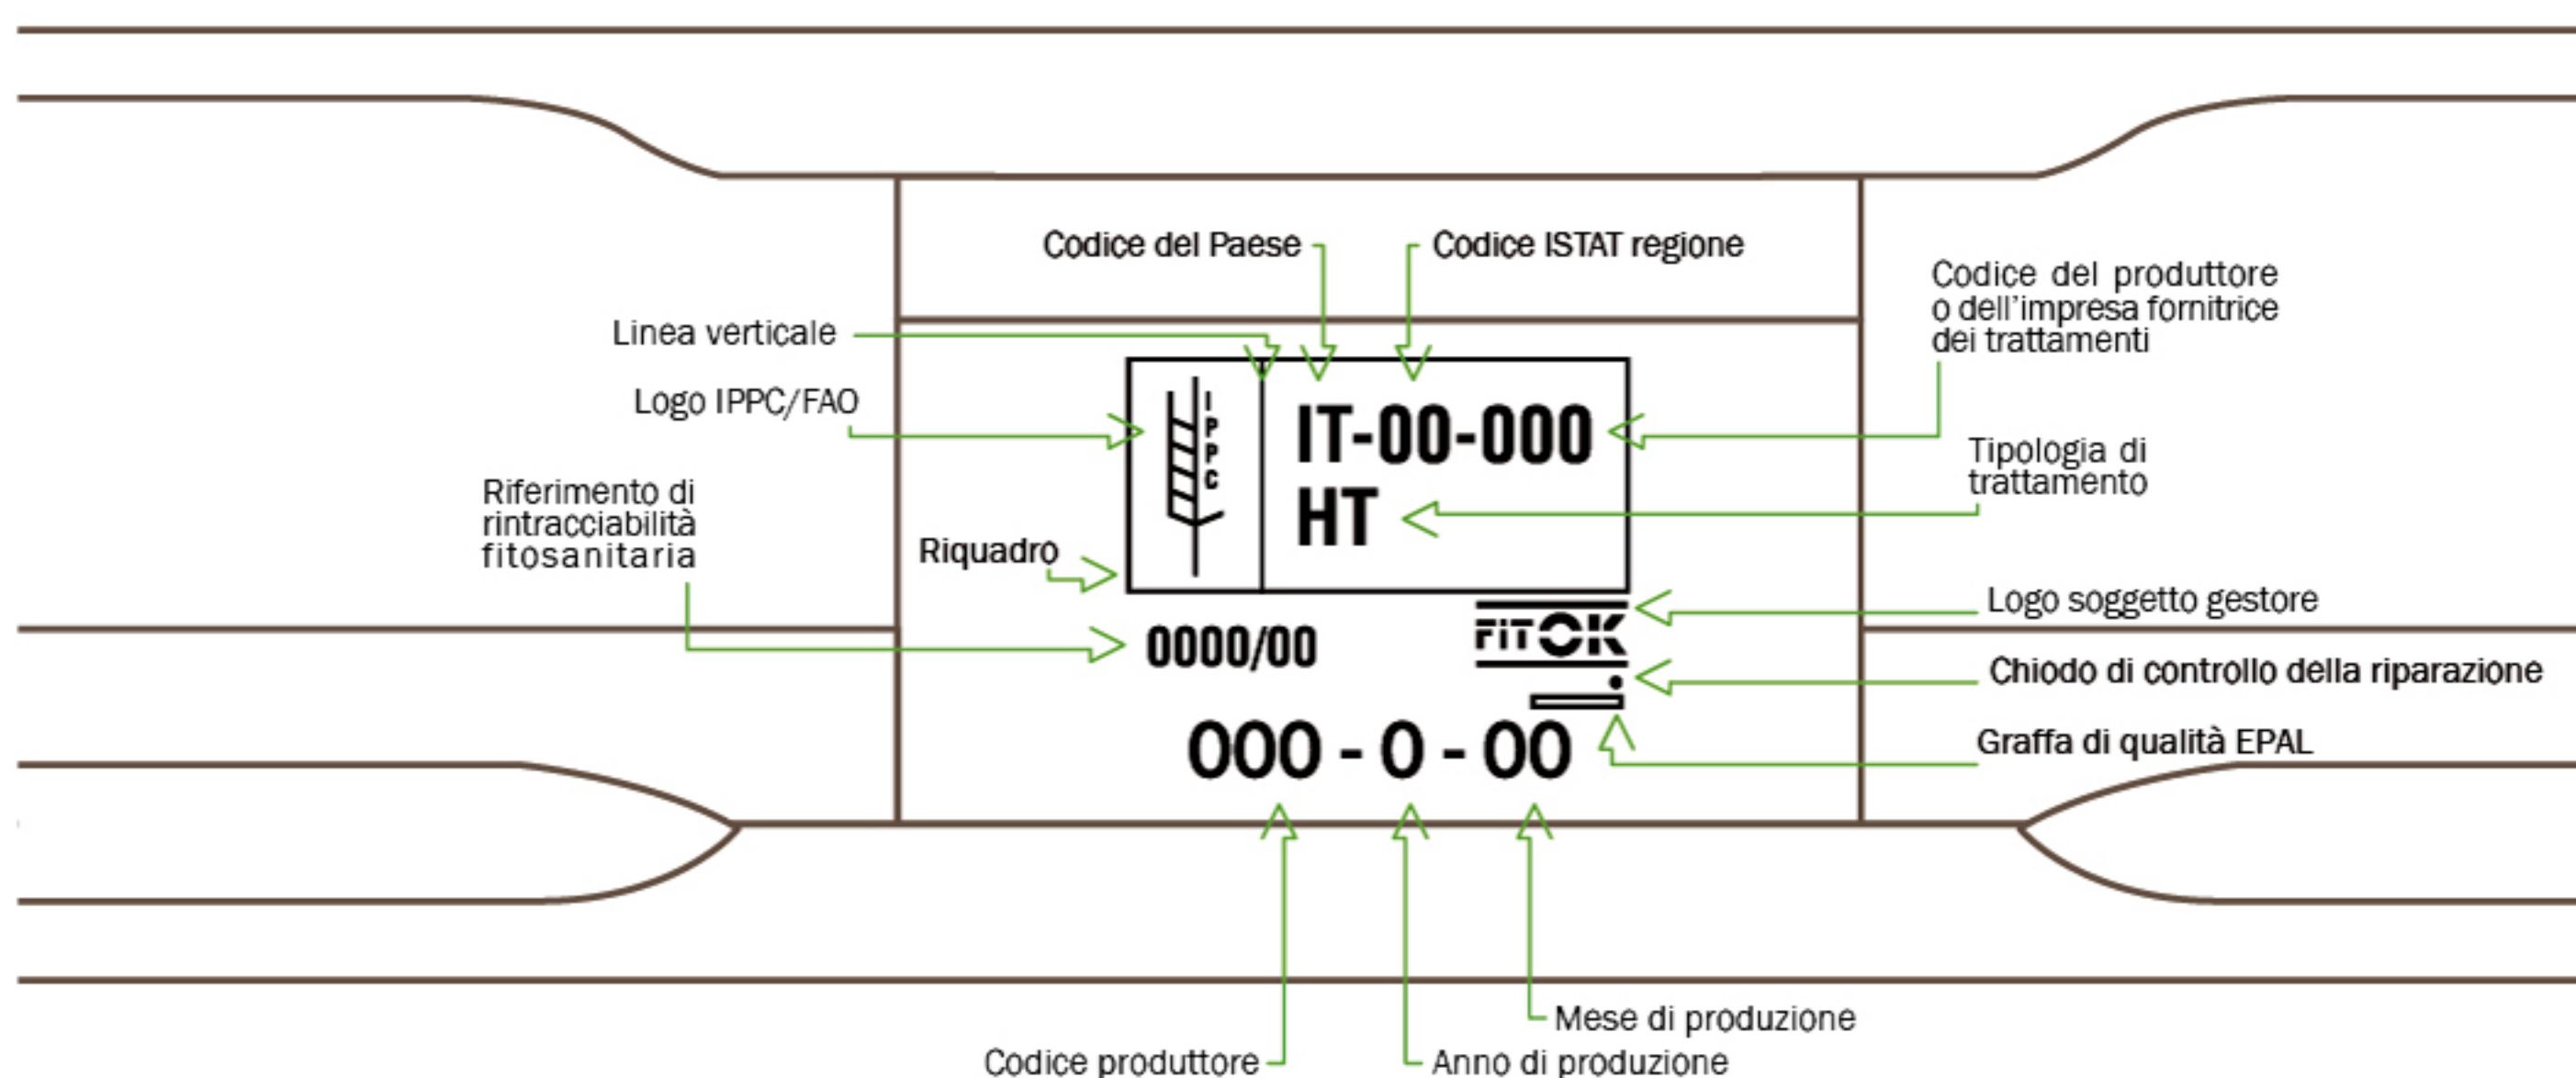 Codice del Paese
Codice ISTAT regione
Codice del produttore
o dell'impresa fornitrice
dei trattamenti
Linea verticale
Logo IPPC/FAO
IPPC
IT-00-000
Tipologia di
trattamento
HT
Riferimento di
rintracciabilità
fitosanitaria
Riquadro
Logo soggetto gestore
0000/00
FiTOK
Chiodo di controllo della riparazione
Graffa di qualità EPAL
000 - 0 - 00
Mese di produzione
Codice produttore
Anno di produzione